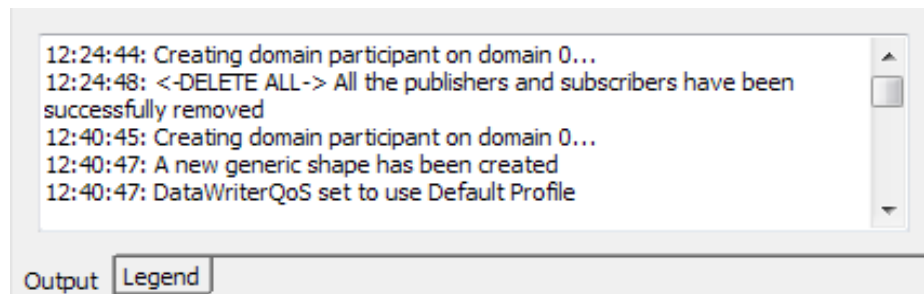 12:24:44: Creating domain participant on domain 0...
12:24:48: <-DELETE ALL-> All the publishers and subscribers have been
successfully removed
12:40:45: Creating domain participant on domain 0...
12:40:47: A new generic shape has been created
12:40:47: DataWriterQoS set to use Default Profile
Output Legend